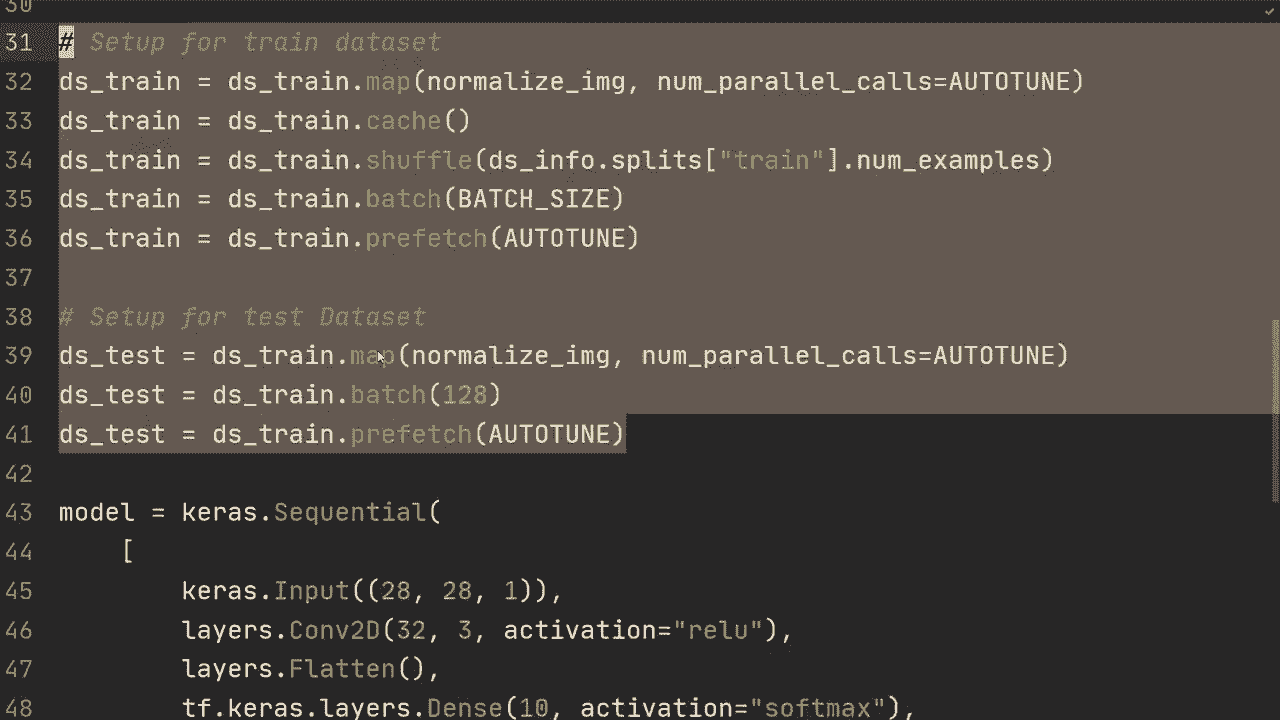 30
31 # Setup for train dataset
32 ds_train = ds_train.map(normalize_img, num_parallel_calls=AUTOTUNE)
33 ds_train = ds_train.cache()
34 ds_train = ds_train.shuffle(ds_info.splits["train"].num_examples)
35 ds_train = ds_train.batch(BATCH_SIZE)
36 ds_train = ds_train.prefetch(AUTOTUNE)
37
38 # Setup for test Dataset
39 ds_test = ds_train.map(normalize_img, num_parallel_calls=AUTOTUNE)
40 ds_test = ds_train.batch(128)
41 ds_test = ds_train.prefetch(AUTOTUNE)
42
43 model = keras.Sequential(
44     [
45         keras.Input((28, 28, 1)),
46         layers.Conv2D(32, 3, activation="relu"),
47         layers.Flatten(),
48         tf.keras.layers.Dense(10, activation="softmax"),